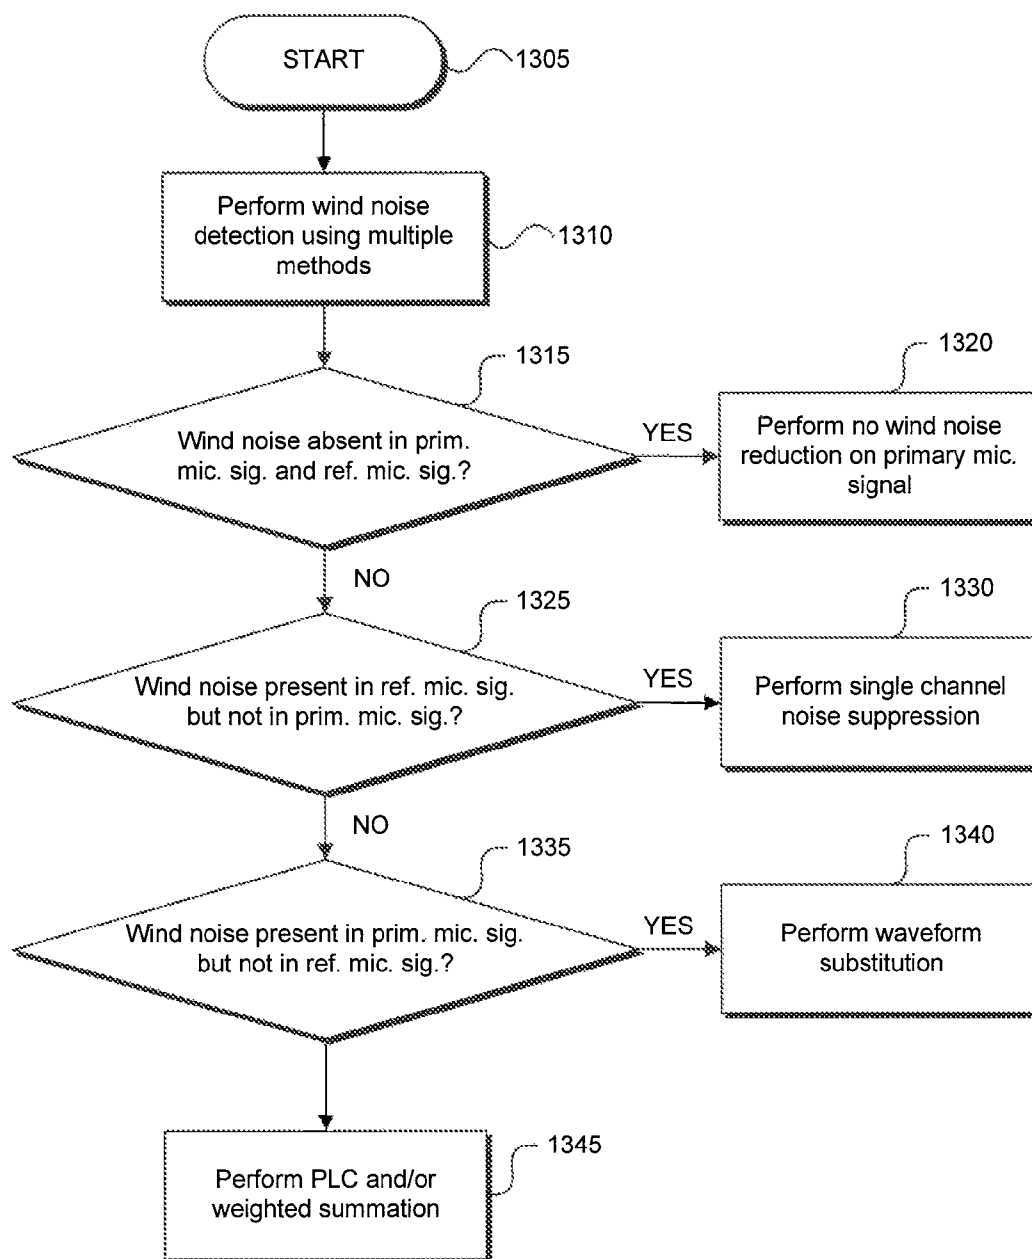 START
1305
Perform wind noise
detection using multiple
methods
1310
1315
Wind noise absent in prim.
mic. sig. and ref. mic. sig.?
YES
1320
Perform no wind noise
reduction on primary mic.
signal
NO
1325
Wind noise present in ref. mic. sig.
but not in prim. mic. sig.?
YES
1330
Perform single channel
noise suppression
NO
1335
Wind noise present in prim. mic. sig.
but not in ref. mic. sig.?
YES
1340
Perform waveform
substitution
1345
Perform PLC and/or
weighted summation